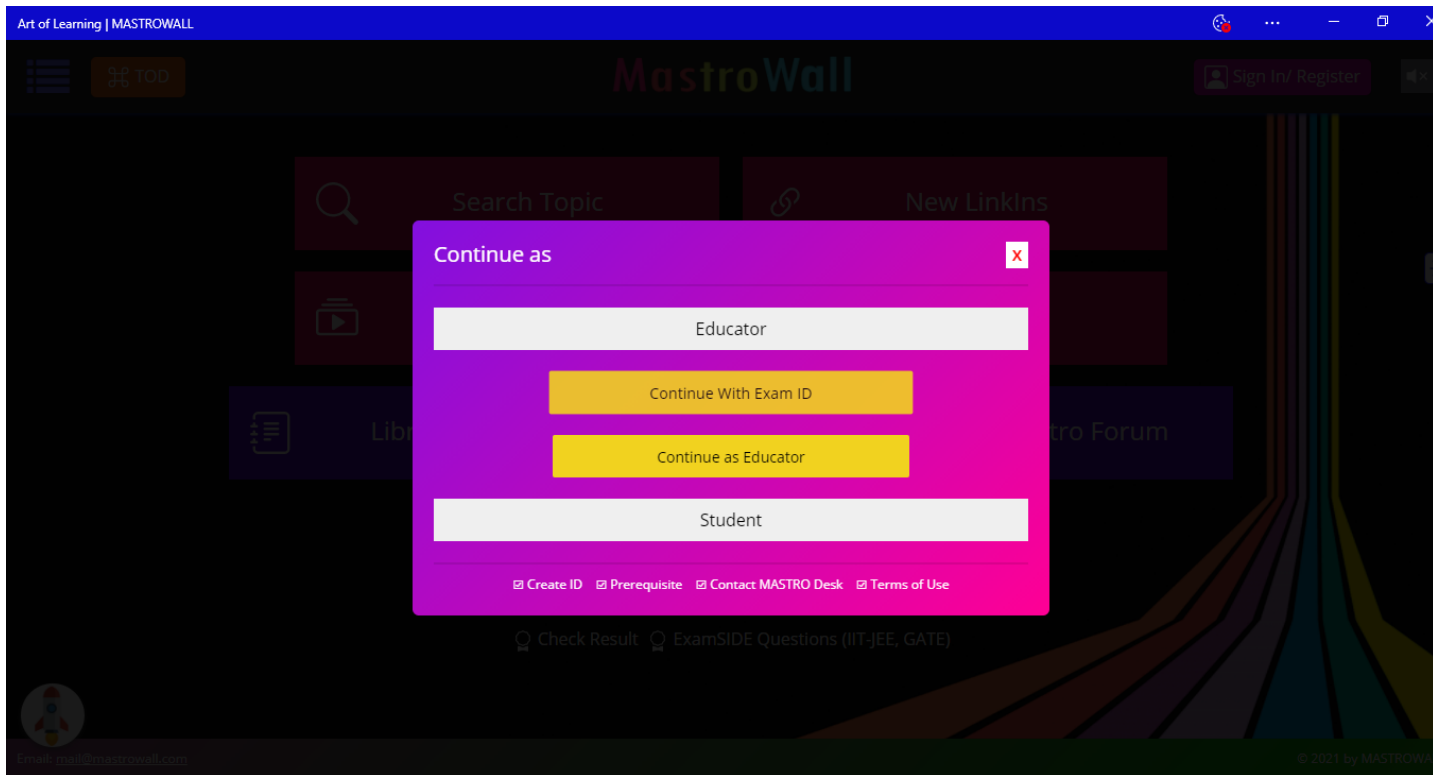 Art of Learning | MASTROWALL
TOD
MastroWall
Sign In/ Register
Search Topic
New LinkIns
Continue as
X
Educator
Continue With Exam ID
Continue as Educator
Student
Create ID Prerequisite Contact MASTRO Desk Terms of Use
Check Result ExamSIDE Questions (IIT-JEE, GATE)
Email: mail@mastrowall.com
© 2021 by
Forum